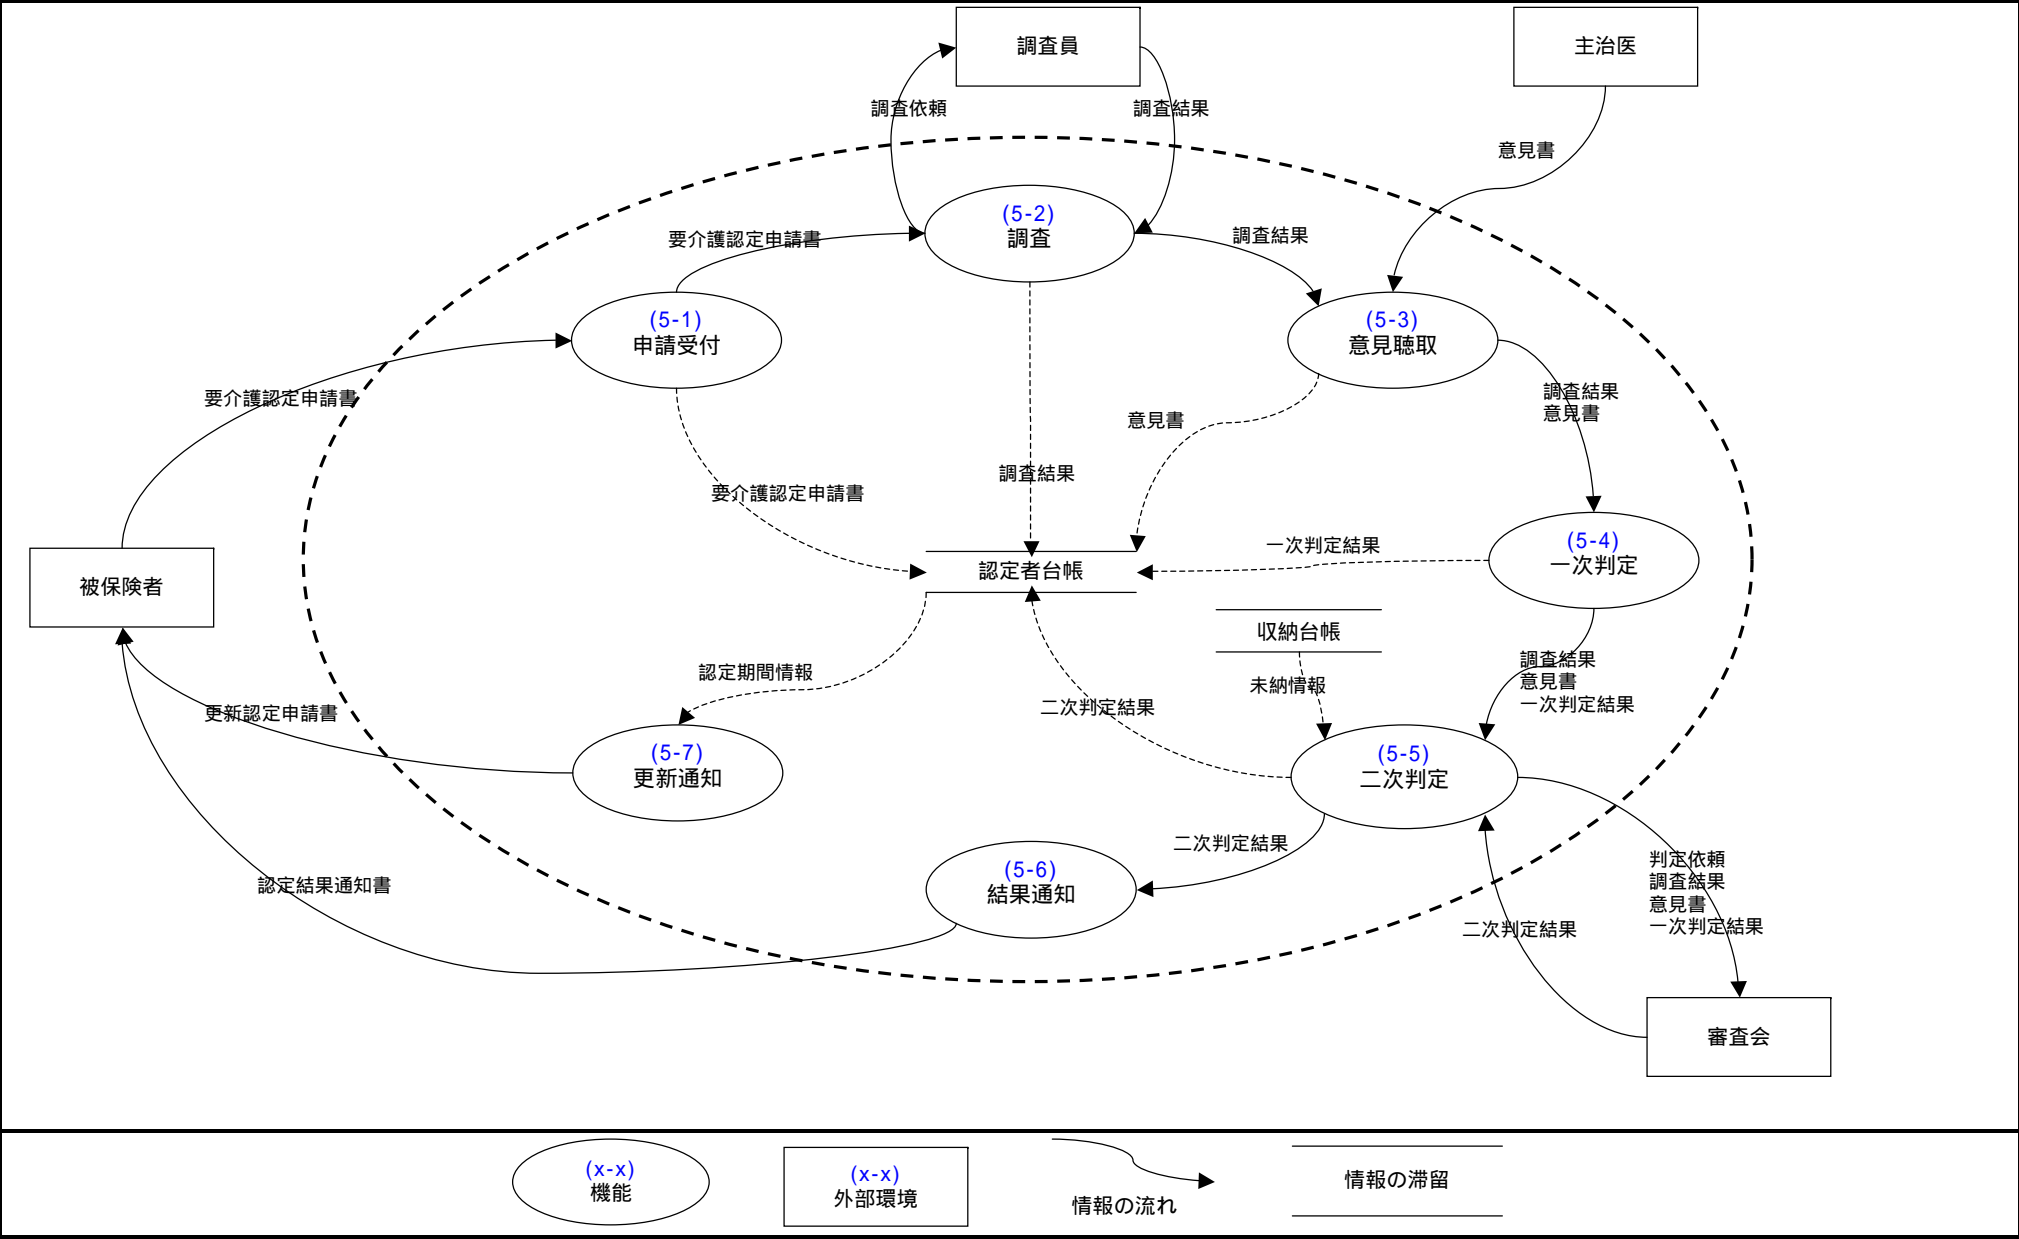 調査員
主治医
調査依頼
調査結果
意見書
(5-2)
調査
要介護認定申請書
調査結果
(5-1)
申請受付
(5-3)
意見聴取
要介護認定申請書
調査結果
意見書
意見書
調査結果
要介護認定申請書
一次判定結果
(5-4)
一次判定
認定者台帳
被保険者
収納台帳
調査結果
意見書
一次判定結果
認定期間情報
未納情報
二次判定結果
更新認定申請書
(5-7)
更新通知
(5-5)
二次判定
二次判定結果
(5-6)
結果通知
認定結果通知書
判定依頼
調査結果
意見書
一次判定結果
二次判定結果
審査会
(x-x)
機能
(x-x)
外部環境
情報の流れ
情報の滞留